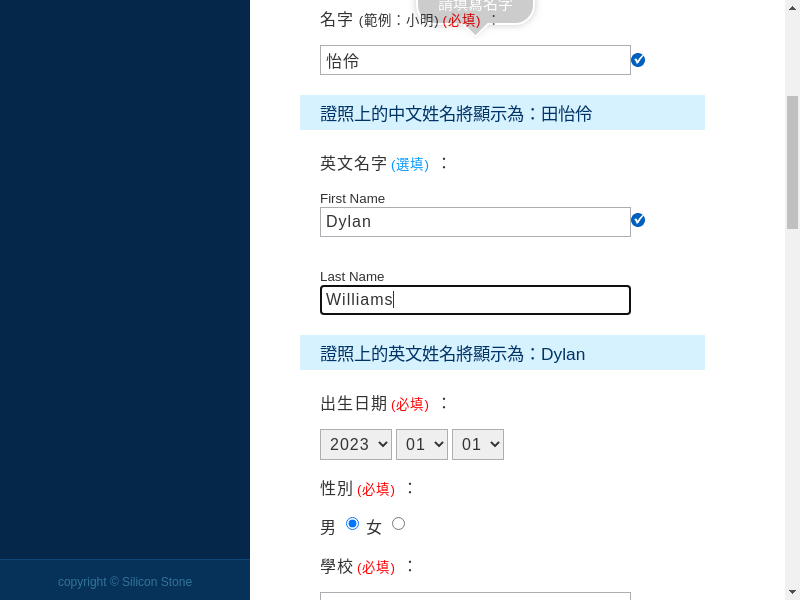 請填寫名字
名字 (範例：小明) (必填) ：
怡伶
證照上的中文姓名將顯示為：田怡伶
英文名字 (選填) ：
First Name
Dylan
Last Name
Williams
證照上的英文姓名將顯示為：Dylan
出生日期 (必填) ：
2023 01 01
性別 (必填) ：
男 女
學校 (必填) ：
copyright © Silicon Stone